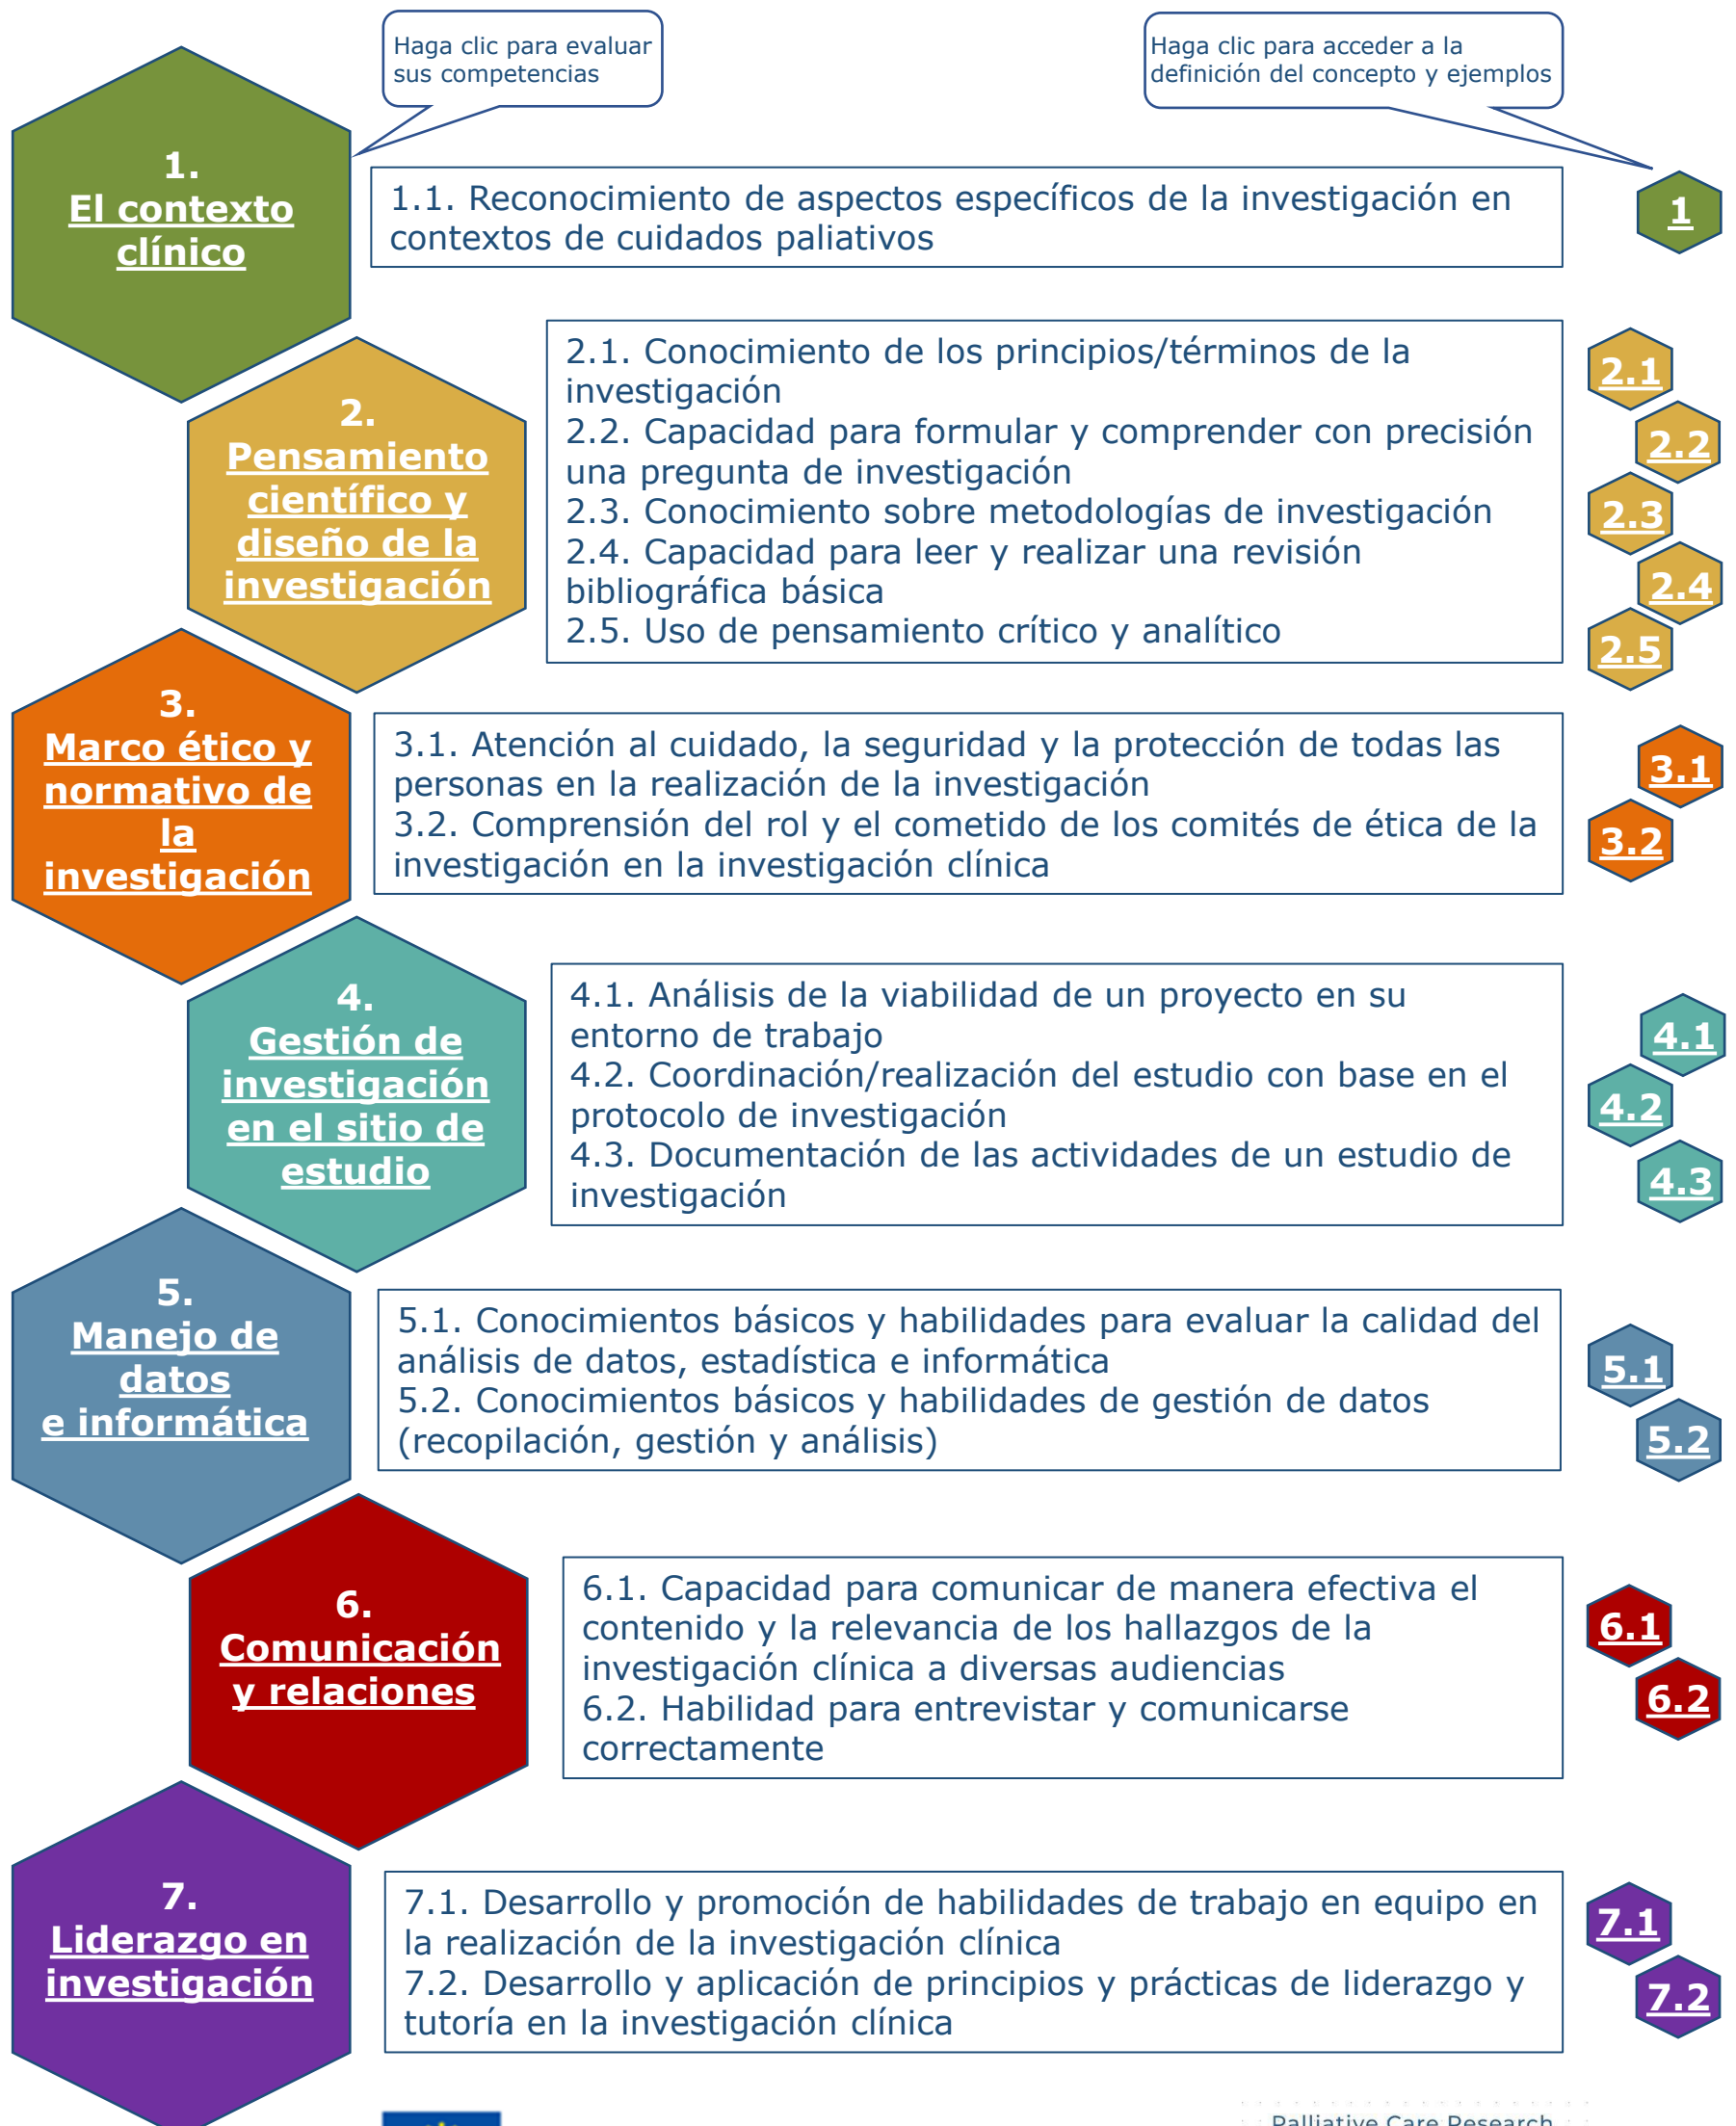 Haga clic para evaluar
sus competencias
Haga clic para acceder a la
definición del concepto y ejemplos
1.
El contexto
clínico
1.1. Reconocimiento de aspectos específicos de la investigación en
contextos de cuidados paliativos
1
2.
Pensamiento
científico y
diseño de la
investigación
2.1. Conocimiento de los principios/términos de la
investigación
2.2. Capacidad para formular y comprender con precisión
una pregunta de investigación
2.3. Conocimiento sobre metodologías de investigación
2.4. Capacidad para leer y realizar una revisión
bibliográfica básica
2.5. Uso de pensamiento crítico y analítico
2.1
2.2
2.3
2.4
2.5
3.
Marco ético y
normativo de
la
investigación
3.1. Atención al cuidado, la seguridad y la protección de todas las
personas en la realización de la investigación
3.2. Comprensión del rol y el cometido de los comités de ética de la
investigación en la investigación clínica
3.1
3.2
4.
Gestión de
investigación
en el sitio de
estudio
4.1. Análisis de la viabilidad de un proyecto en su
entorno de trabajo
4.2. Coordinación/realización del estudio con base en el
protocolo de investigación
4.3. Documentación de las actividades de un estudio de
investigación
4.1
4.2
4.3
5.
Manejo de
datos
e informática
5.1. Conocimientos básicos y habilidades para evaluar la calidad del
análisis de datos, estadística e informática
5.2. Conocimientos básicos y habilidades de gestión de datos
(recopilación, gestión y análisis)
5.1
5.2
6.
Comunicación
y relaciones
6.1. Capacidad para comunicar de manera efectiva el
contenido y la relevancia de los hallazgos de la
investigación clínica a diversas audiencias
6.2. Habilidad para entrevistar y comunicarse
correctamente
6.1
6.2
7.
Liderazgo en
investigación
7.1. Desarrollo y promoción de habilidades de trabajo en equipo en
la realización de la investigación clínica
7.2. Desarrollo y aplicación de principios y prácticas de liderazgo y
tutoría en la investigación clínica
7.1
7.2
Palliative Care Research